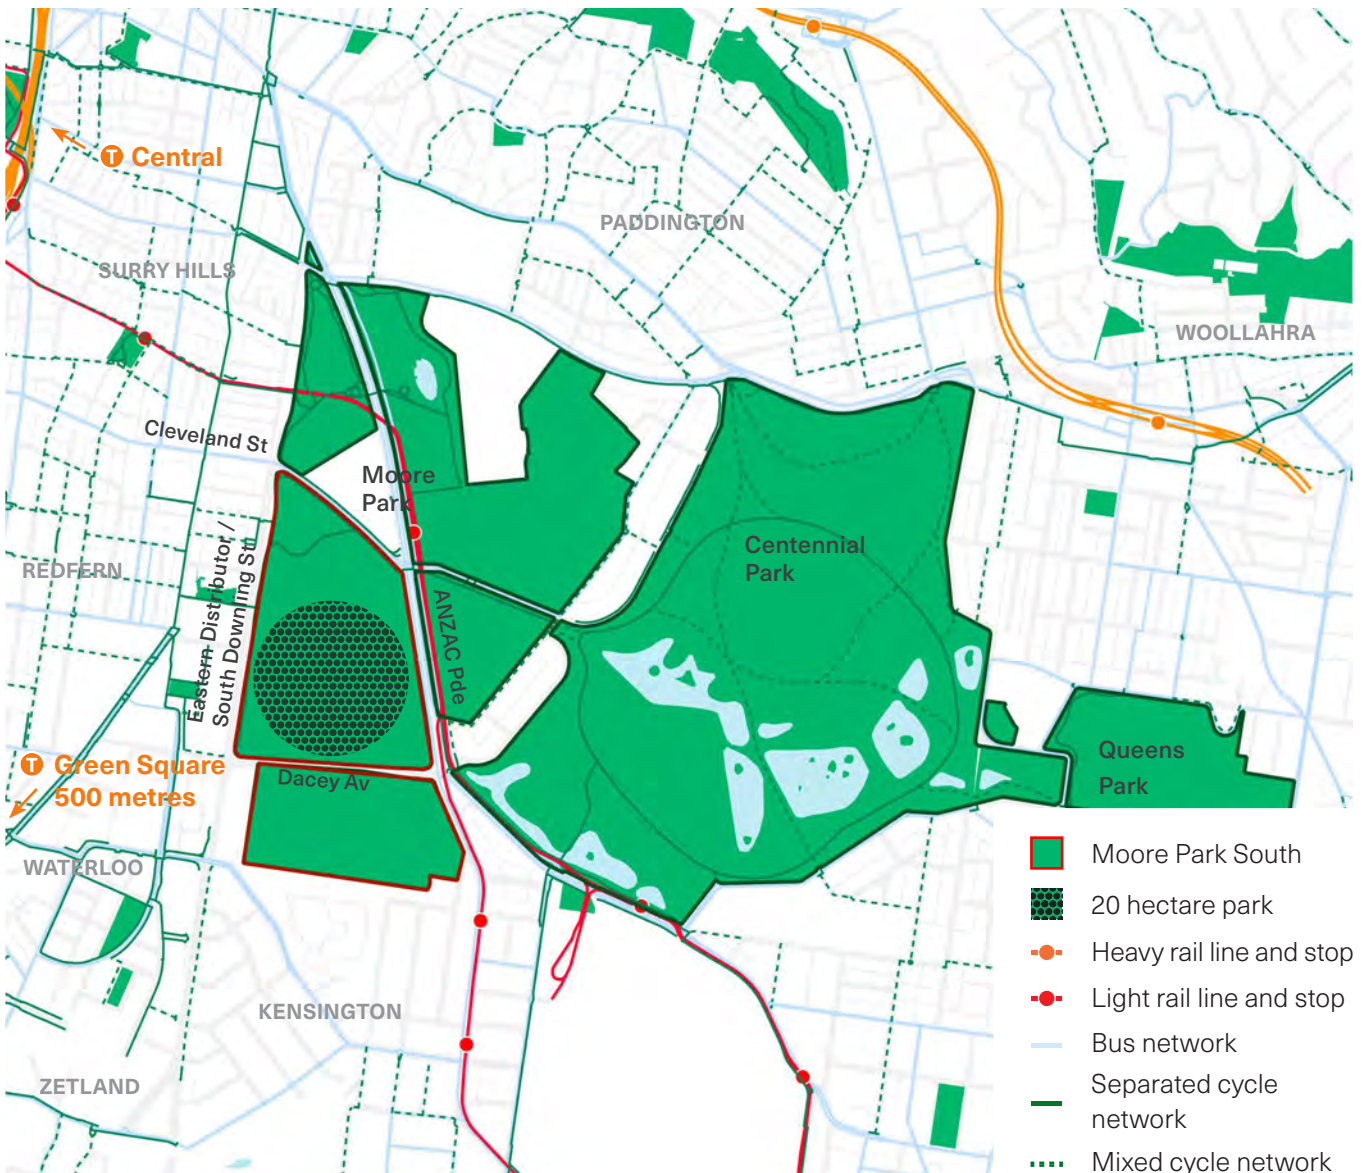 T Central
PADDINGTON
SURRY HILLS
WOOLLAHRA
Cleveland St
Moore
Park
Centennial
Park
REDFERN
Eastern Distributor /
South Dowling St
ANZAC Pde
T Green Square
500 metres
Dacey Av
Queens
Park
WATERLOO
KENSINGTON
ZETLAND
Moore Park South
20 hectare park
Heavy rail line and stop
Light rail line and stop
Bus network
Separated cycle
network
Mixed cycle network